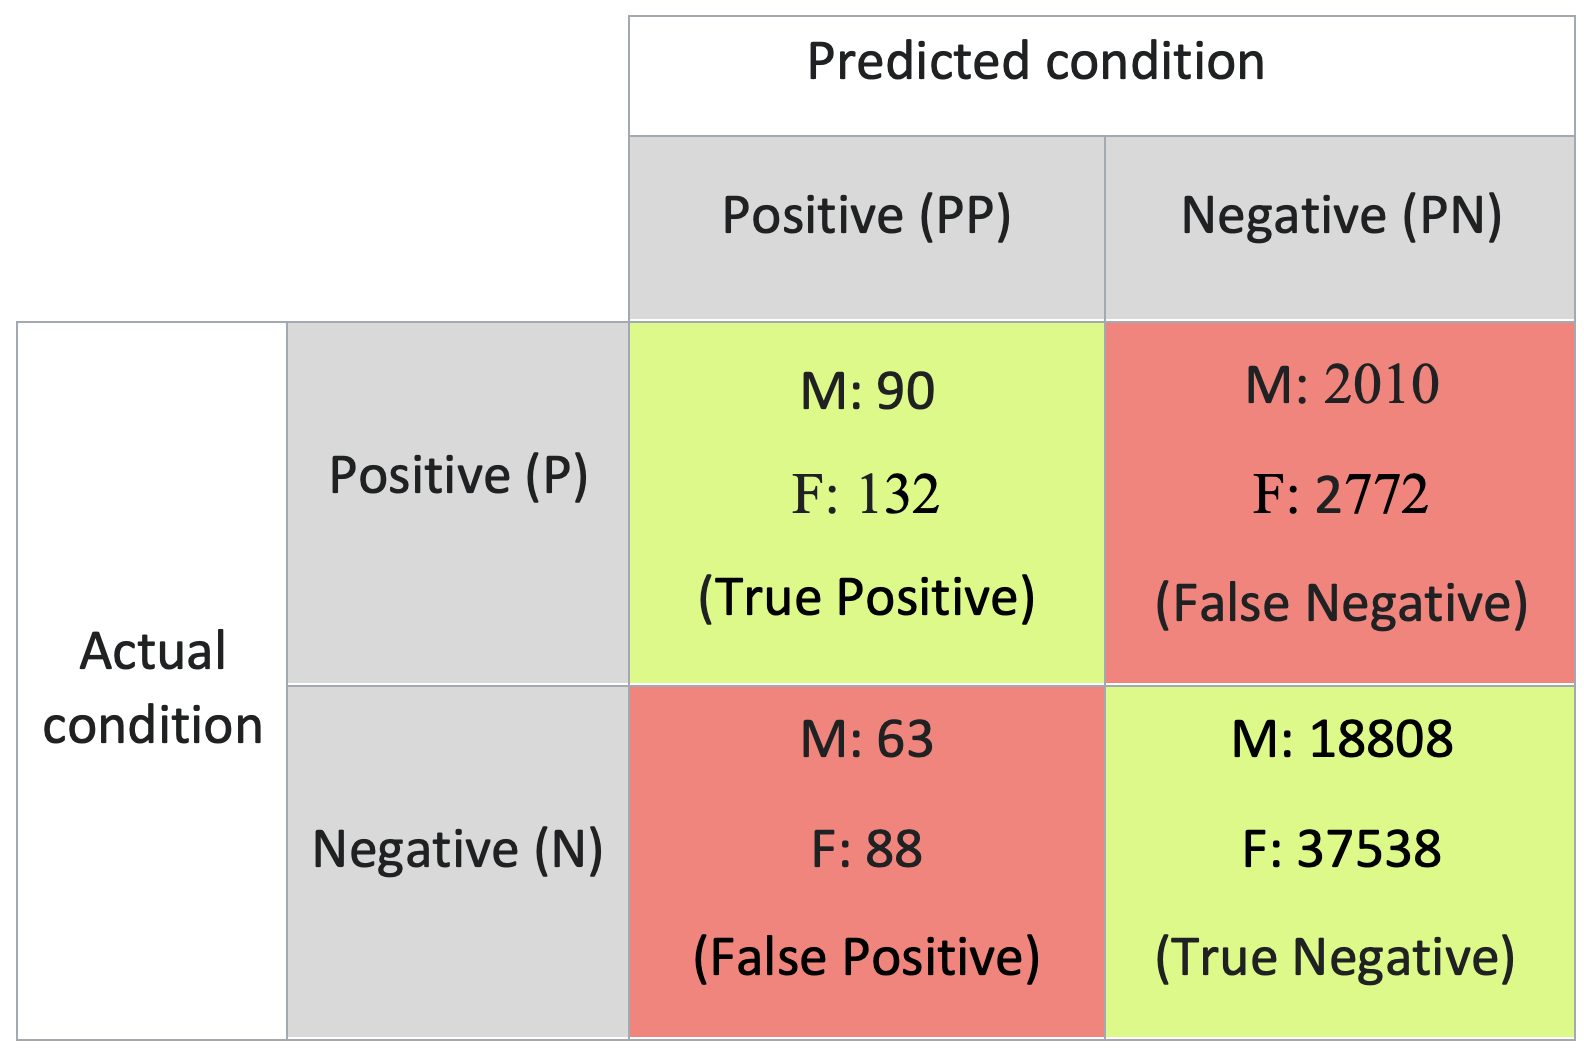 Predicted condition
Positive (PP)
Negative (PN)
Actual
condition
Positive (P)
M: 90
F: 132
(True Positive)
M: 2010
F: 2772
(False Negative)
Negative (N)
M: 63
F: 88
(False Positive)
M: 18808
F: 37538
(True Negative)